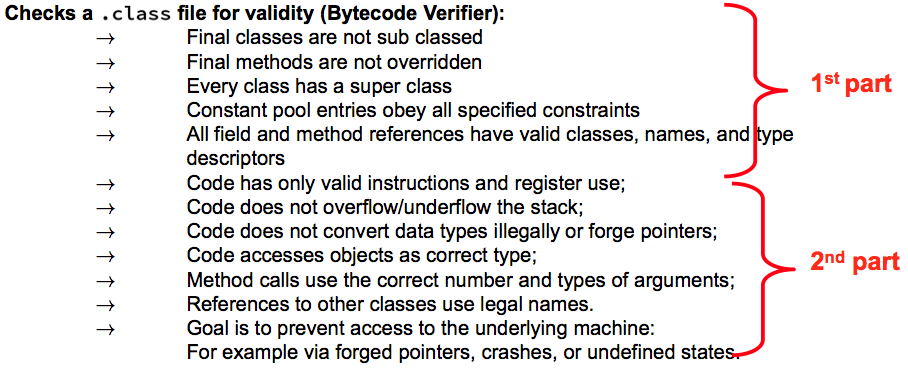 Checks a .class file for validity (Bytecode Verifier):
→ Final classes are not sub classed
→ Final methods are not overridden
→ Every class has a super class
→ Constant pool entries obey all specified constraints
→ All field and method references have valid classes, names, and type
descriptors
1st part
→ Code has only valid instructions and register use;
→ Code does not overflow/underflow the stack;
→ Code does not convert data types illegally or forge pointers;
→ Code accesses objects as correct type;
→ Method calls use the correct number and types of arguments;
→ References to other classes use legal names.
→ Goal is to prevent access to the underlying machine:
For example via forged pointers, crashes, or undefined states.
2nd part